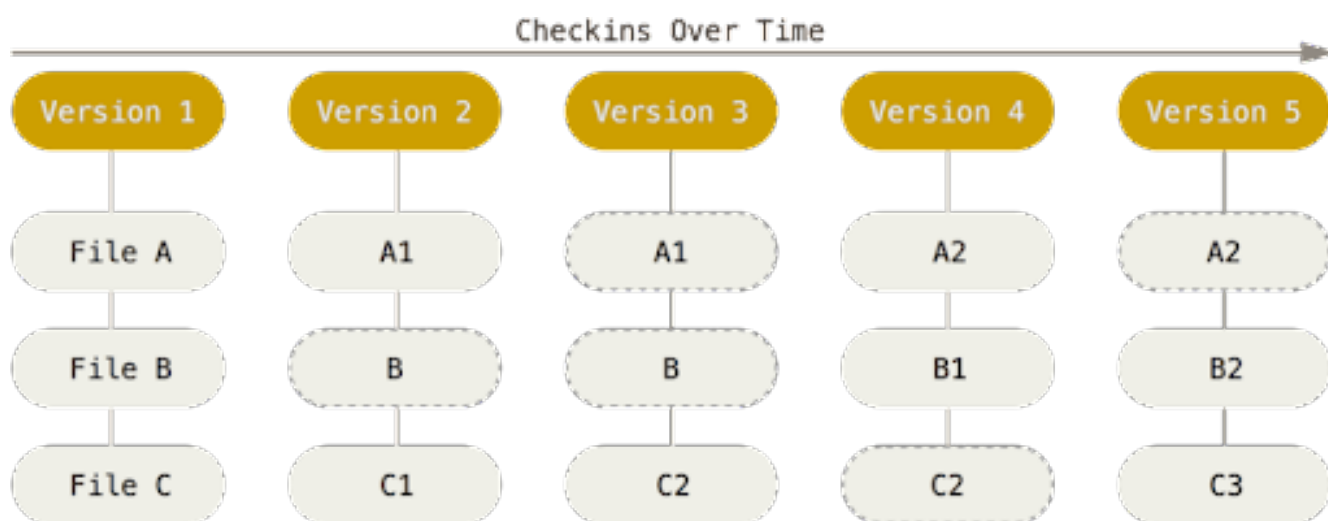 Checkins Over Time
Version 1 Version 2 Version 3 Version 4 Version 5
File A A1 A1 A2 A2
File B B B B1 B2
File C C1 C2 C2 C3